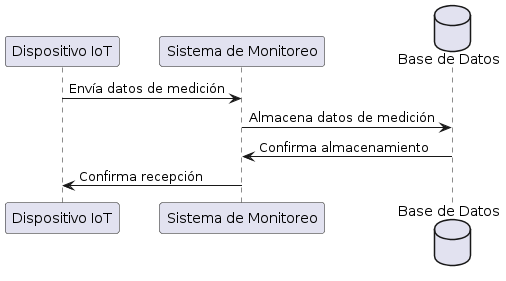 Dispositivo IoT
Sistema de Monitoreo
Base de Datos
Envía datos de medición
Almacena datos de medición
Confirma almacenamiento
Confirma recepción
Dispositivo IoT
Sistema de Monitoreo
Base de Datos